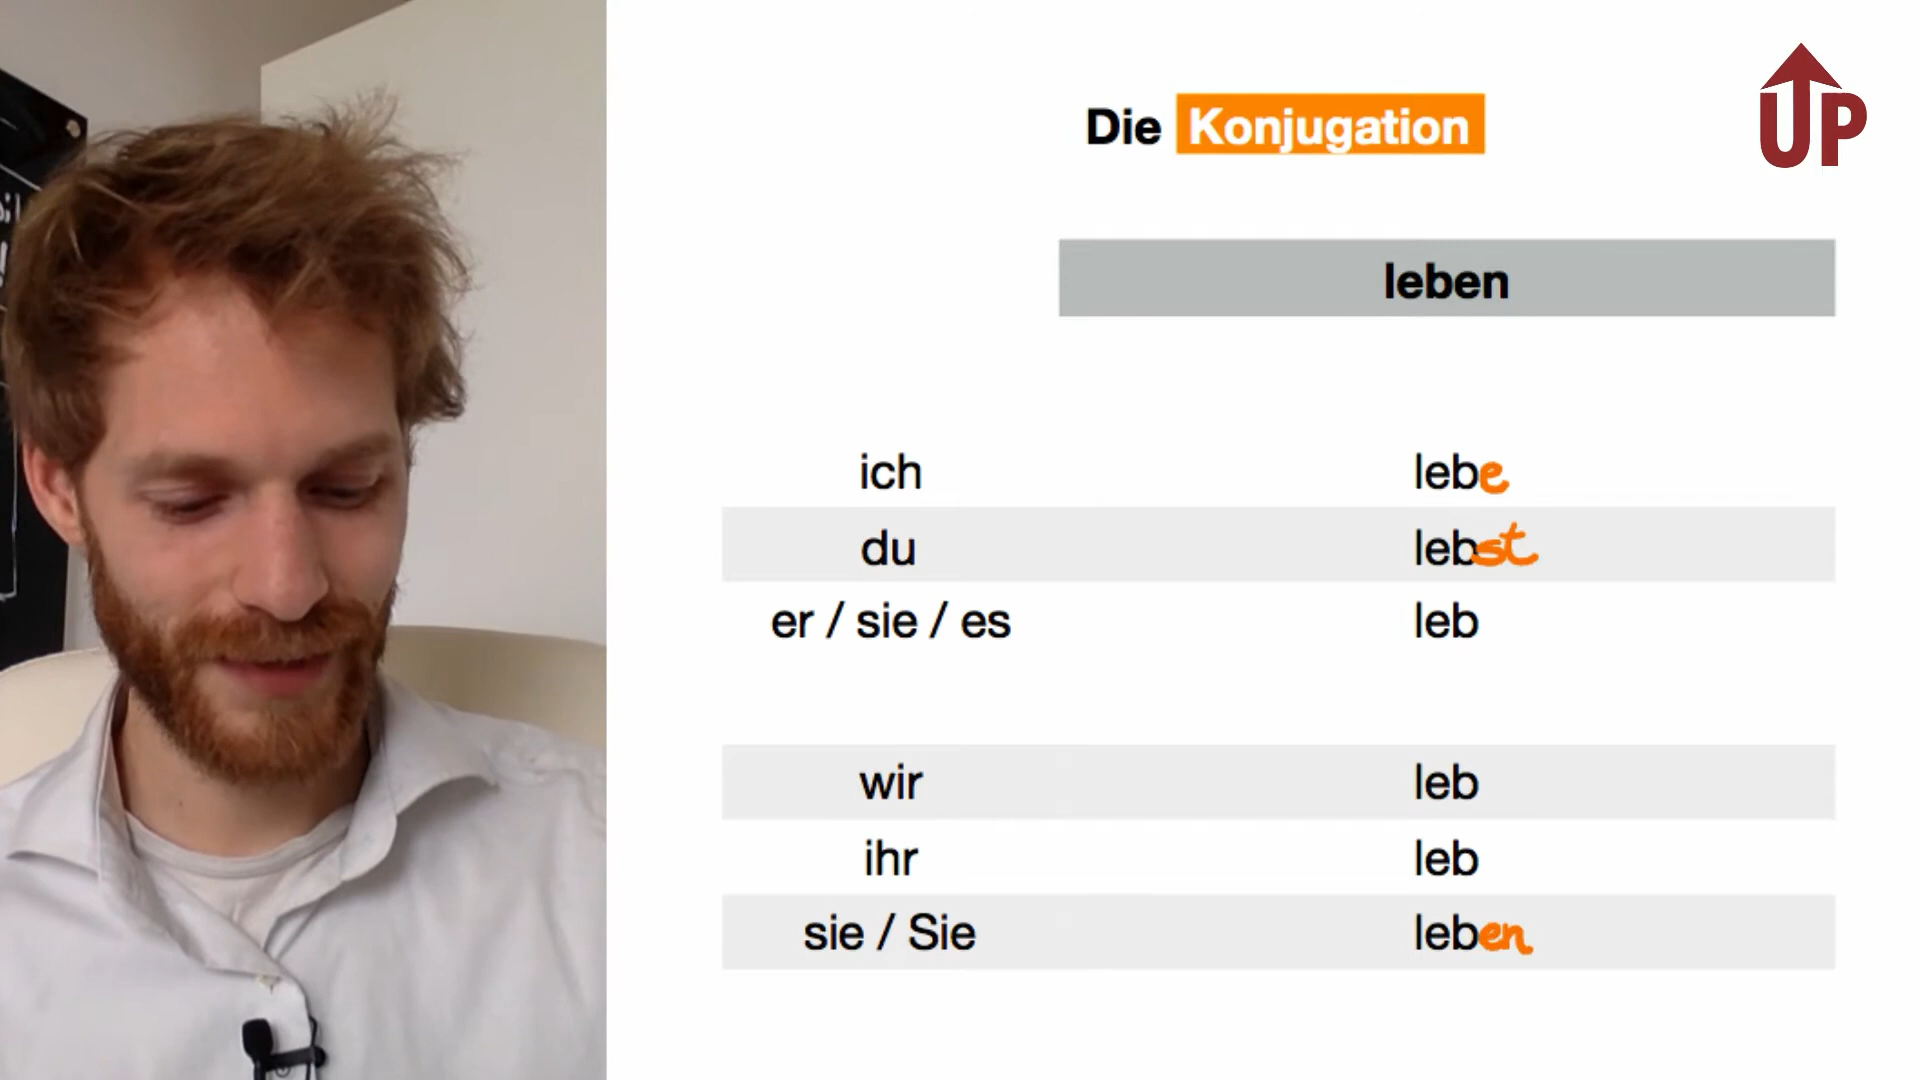 UP
Die Konjugation
leben
ich lebe
du lebst
er / sie / es leb
wir leb
ihr leb
sie / Sie leben